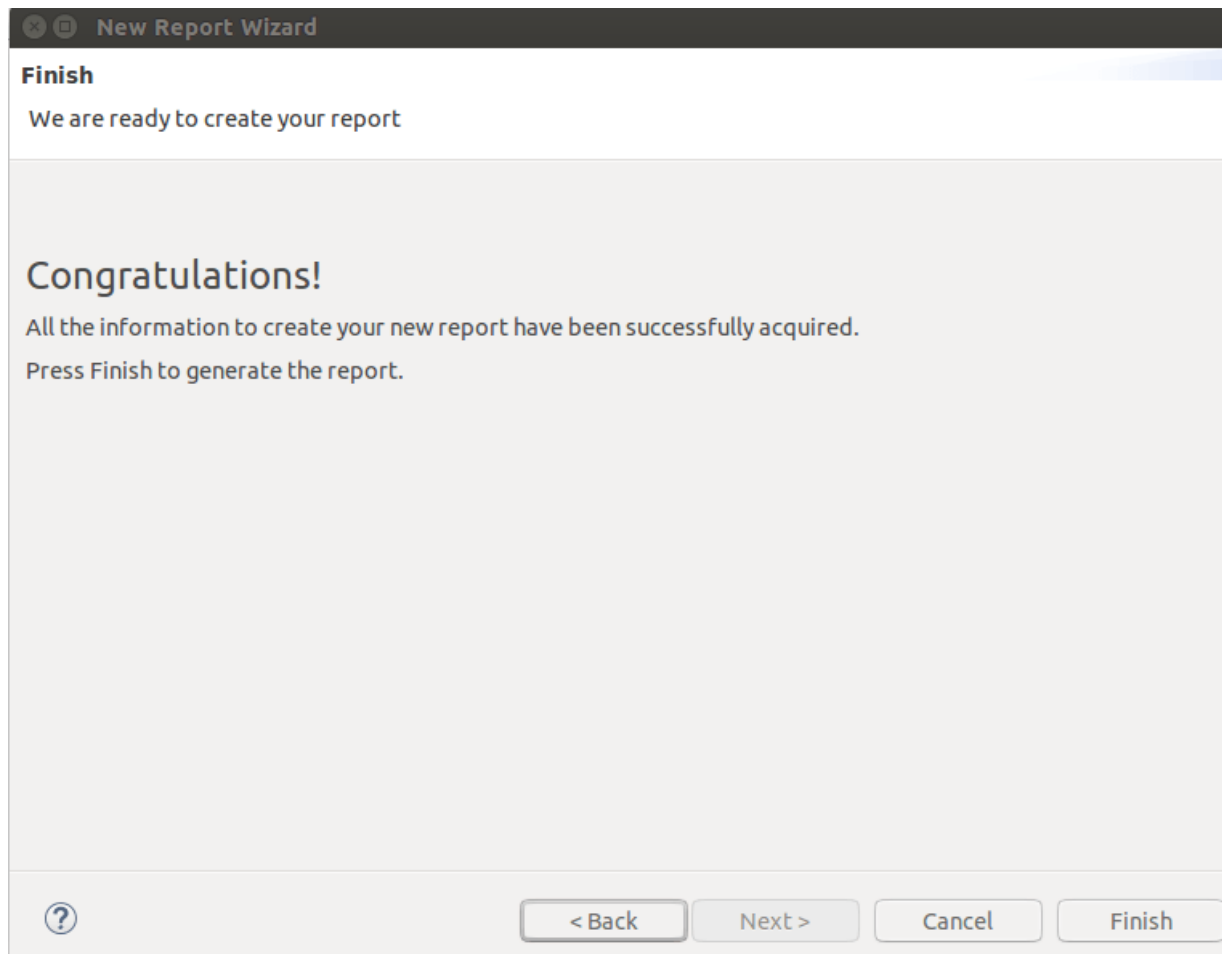 New Report Wizard
Finish
We are ready to create your report
Congratulations!
All the information to create your new report have been successfully acquired.
Press Finish to generate the report.
?
< Back
Next >
Cancel
Finish